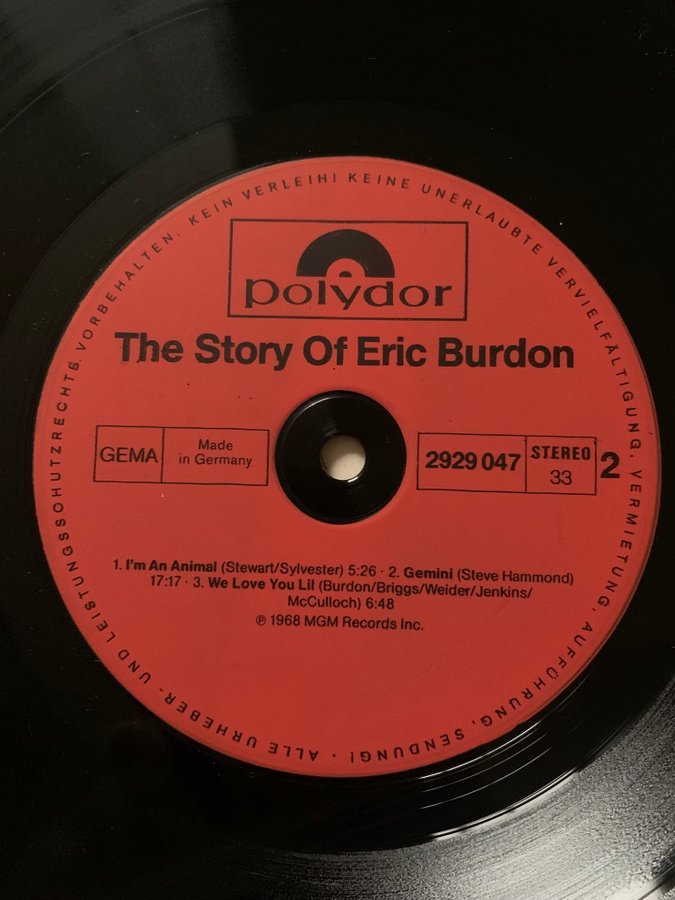 ALLE URHEBER- UND LEISTUNGSSCHUTZRECHTE VORBEHALTEN. KEIN VERLEIH! KEINE UNERLAUBTE VERVIELFÄLTIGUNG, VERMIETUNG, AUFFÜHRUNG, SENDUNG! ·
polydor
The Story Of Eric Burdon
GEMA
Made
in Germany
2929 047
STEREO
33
2
1. I'm An Animal (Stewart/Sylvester) 5:26 · 2. Gemini (Steve Hammond)
17:17 · 3. We Love You Lil (Burdon/Briggs/Weider/Jenkins/
McCulloch) 6:48
℗ 1968 MGM Records Inc.